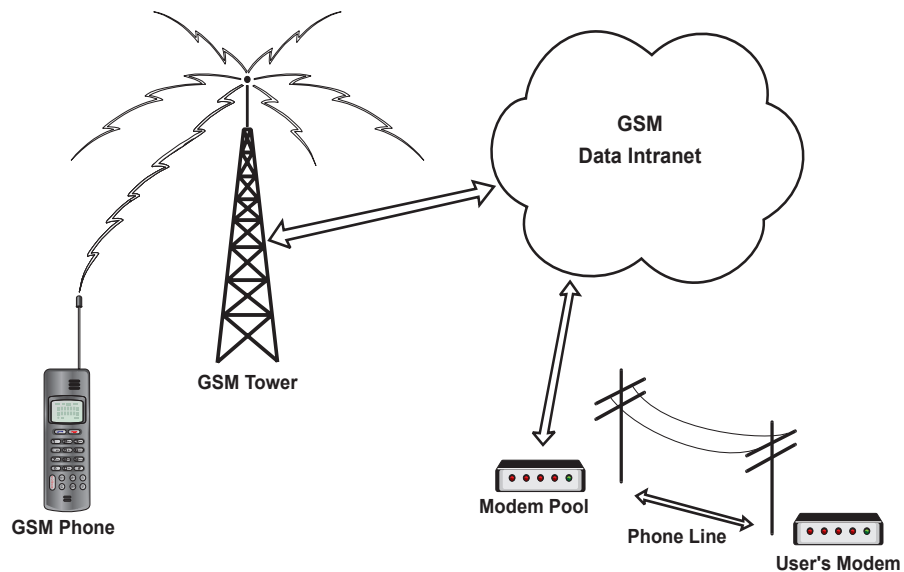 GSM
Data Intranet
GSM Tower
GSM Phone
Modem Pool
Phone Line
User's Modem